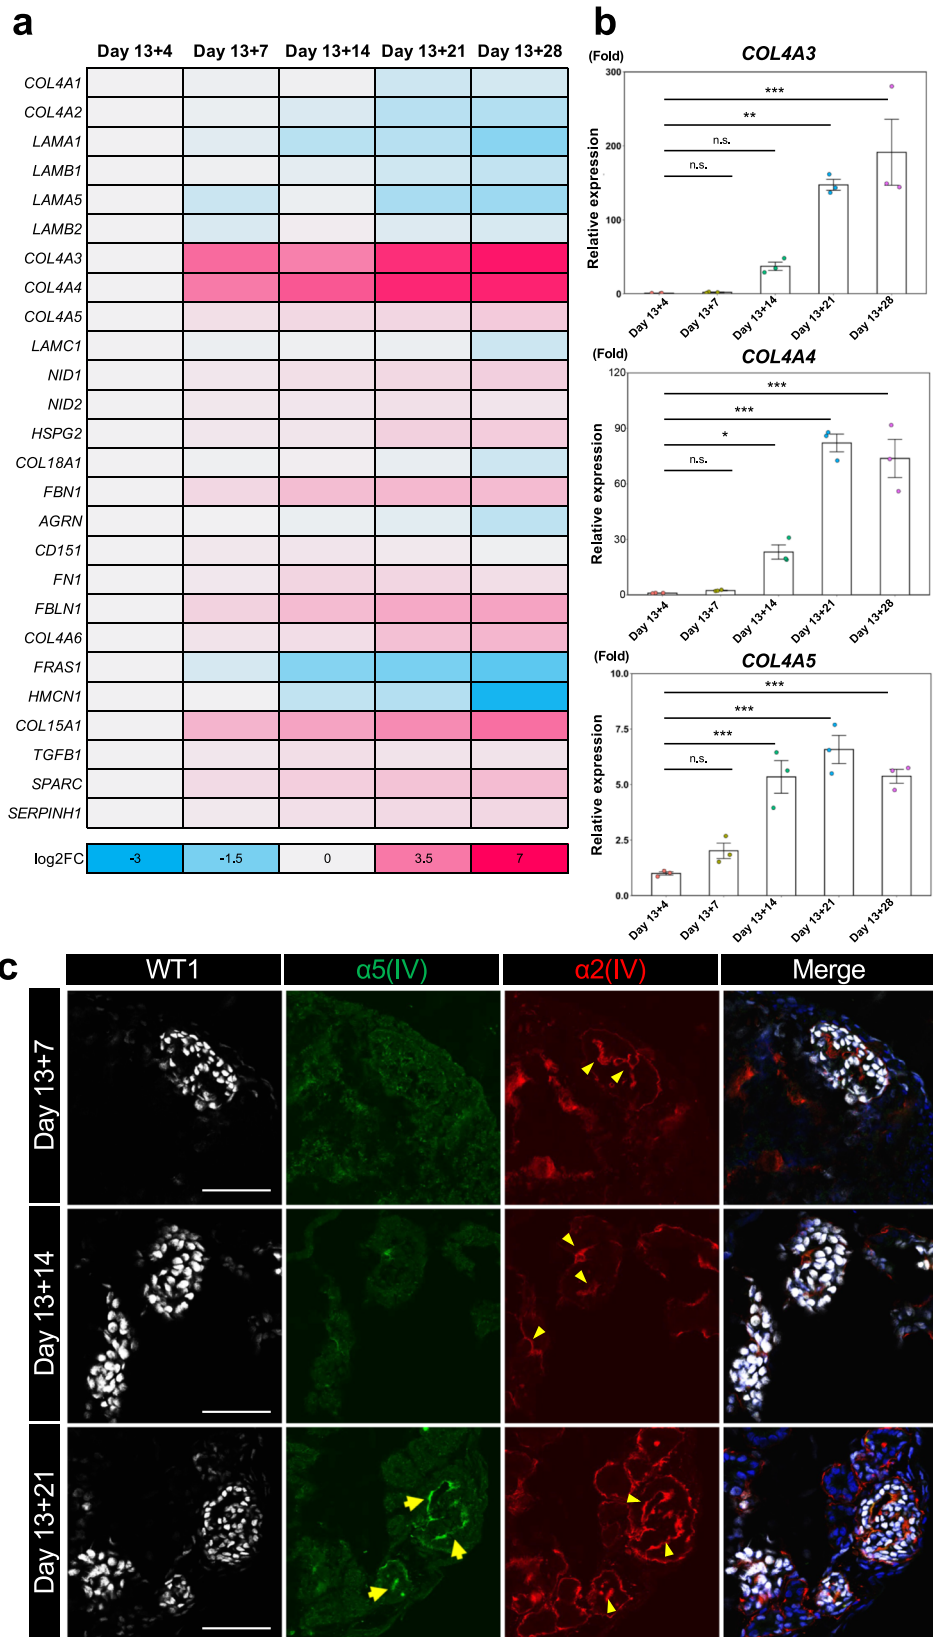 a
Day 13+4 Day 13+7 Day 13+14 Day 13+21 Day 13+28
COL4A1
COL4A2
LAMA1
LAMB1
LAMA5
LAMB2
COL4A3
COL4A4
COL4A5
LAMC1
NID1
NID2
HSPG2
COL18A1
FBN1
AGRN
CD151
FN1
FBLN1
COL4A6
FRAS1
HMCN1
COL15A1
TGFB1
SPARC
SERPINH1
log2FC -3 -1.5 0 3.5 7
b
(Fold) COL4A3
Relative expression
300
200
100
0
***
**
n.s.
n.s.
Day 13+4 Day 13+7 Day 13+14 Day 13+21 Day 13+28
(Fold) COL4A4
Relative expression
120
90
60
30
0
***
***
*
n.s.
Day 13+4 Day 13+7 Day 13+14 Day 13+21 Day 13+28
(Fold) COL4A5
Relative expression
10.0
7.5
5.0
2.5
0.0
***
***
***
n.s.
Day 13+4 Day 13+7 Day 13+14 Day 13+21 Day 13+28
c
WT1 α5(IV) α2(IV) Merge
Day 13+7
Day 13+14
Day 13+21